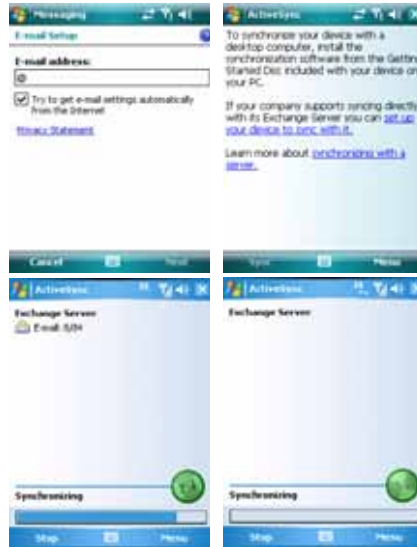 Messaging
E-mail Setup
E-mail address:
@
Try to get e-mail settings automatically
from the Internet
Privacy Statement
Cancel
Next
ActiveSync
To synchronize your device with a
desktop computer, install the
synchronization software from the Getting
Started Disc included with your device on
your PC.
If your company supports syncing directly
with its Exchange Server you can set up
your device to sync with it.
Learn more about synchronizing with a
server.
Sync
Menu
ActiveSync
Exchange Server
E-mail
Synchronizing
Stop
Menu
ActiveSync
Exchange Server
Synchronizing
Stop
Menu